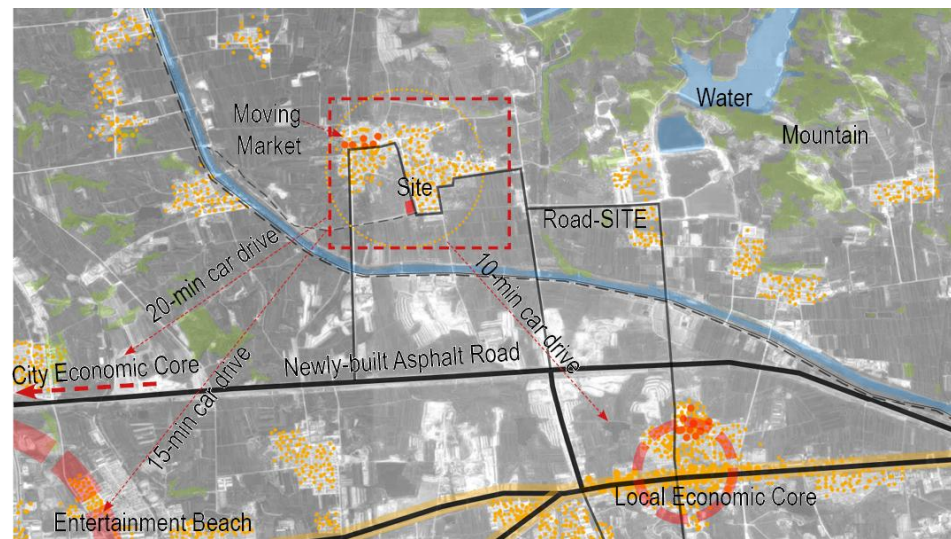 Water
Moving
Market
Mountain
Site
Road-SITE
20-min car drive
10-min car drive
15-min car drive
Newly-built Asphalt Road
City Economic Core
Local Economic Core
Entertainment Beach